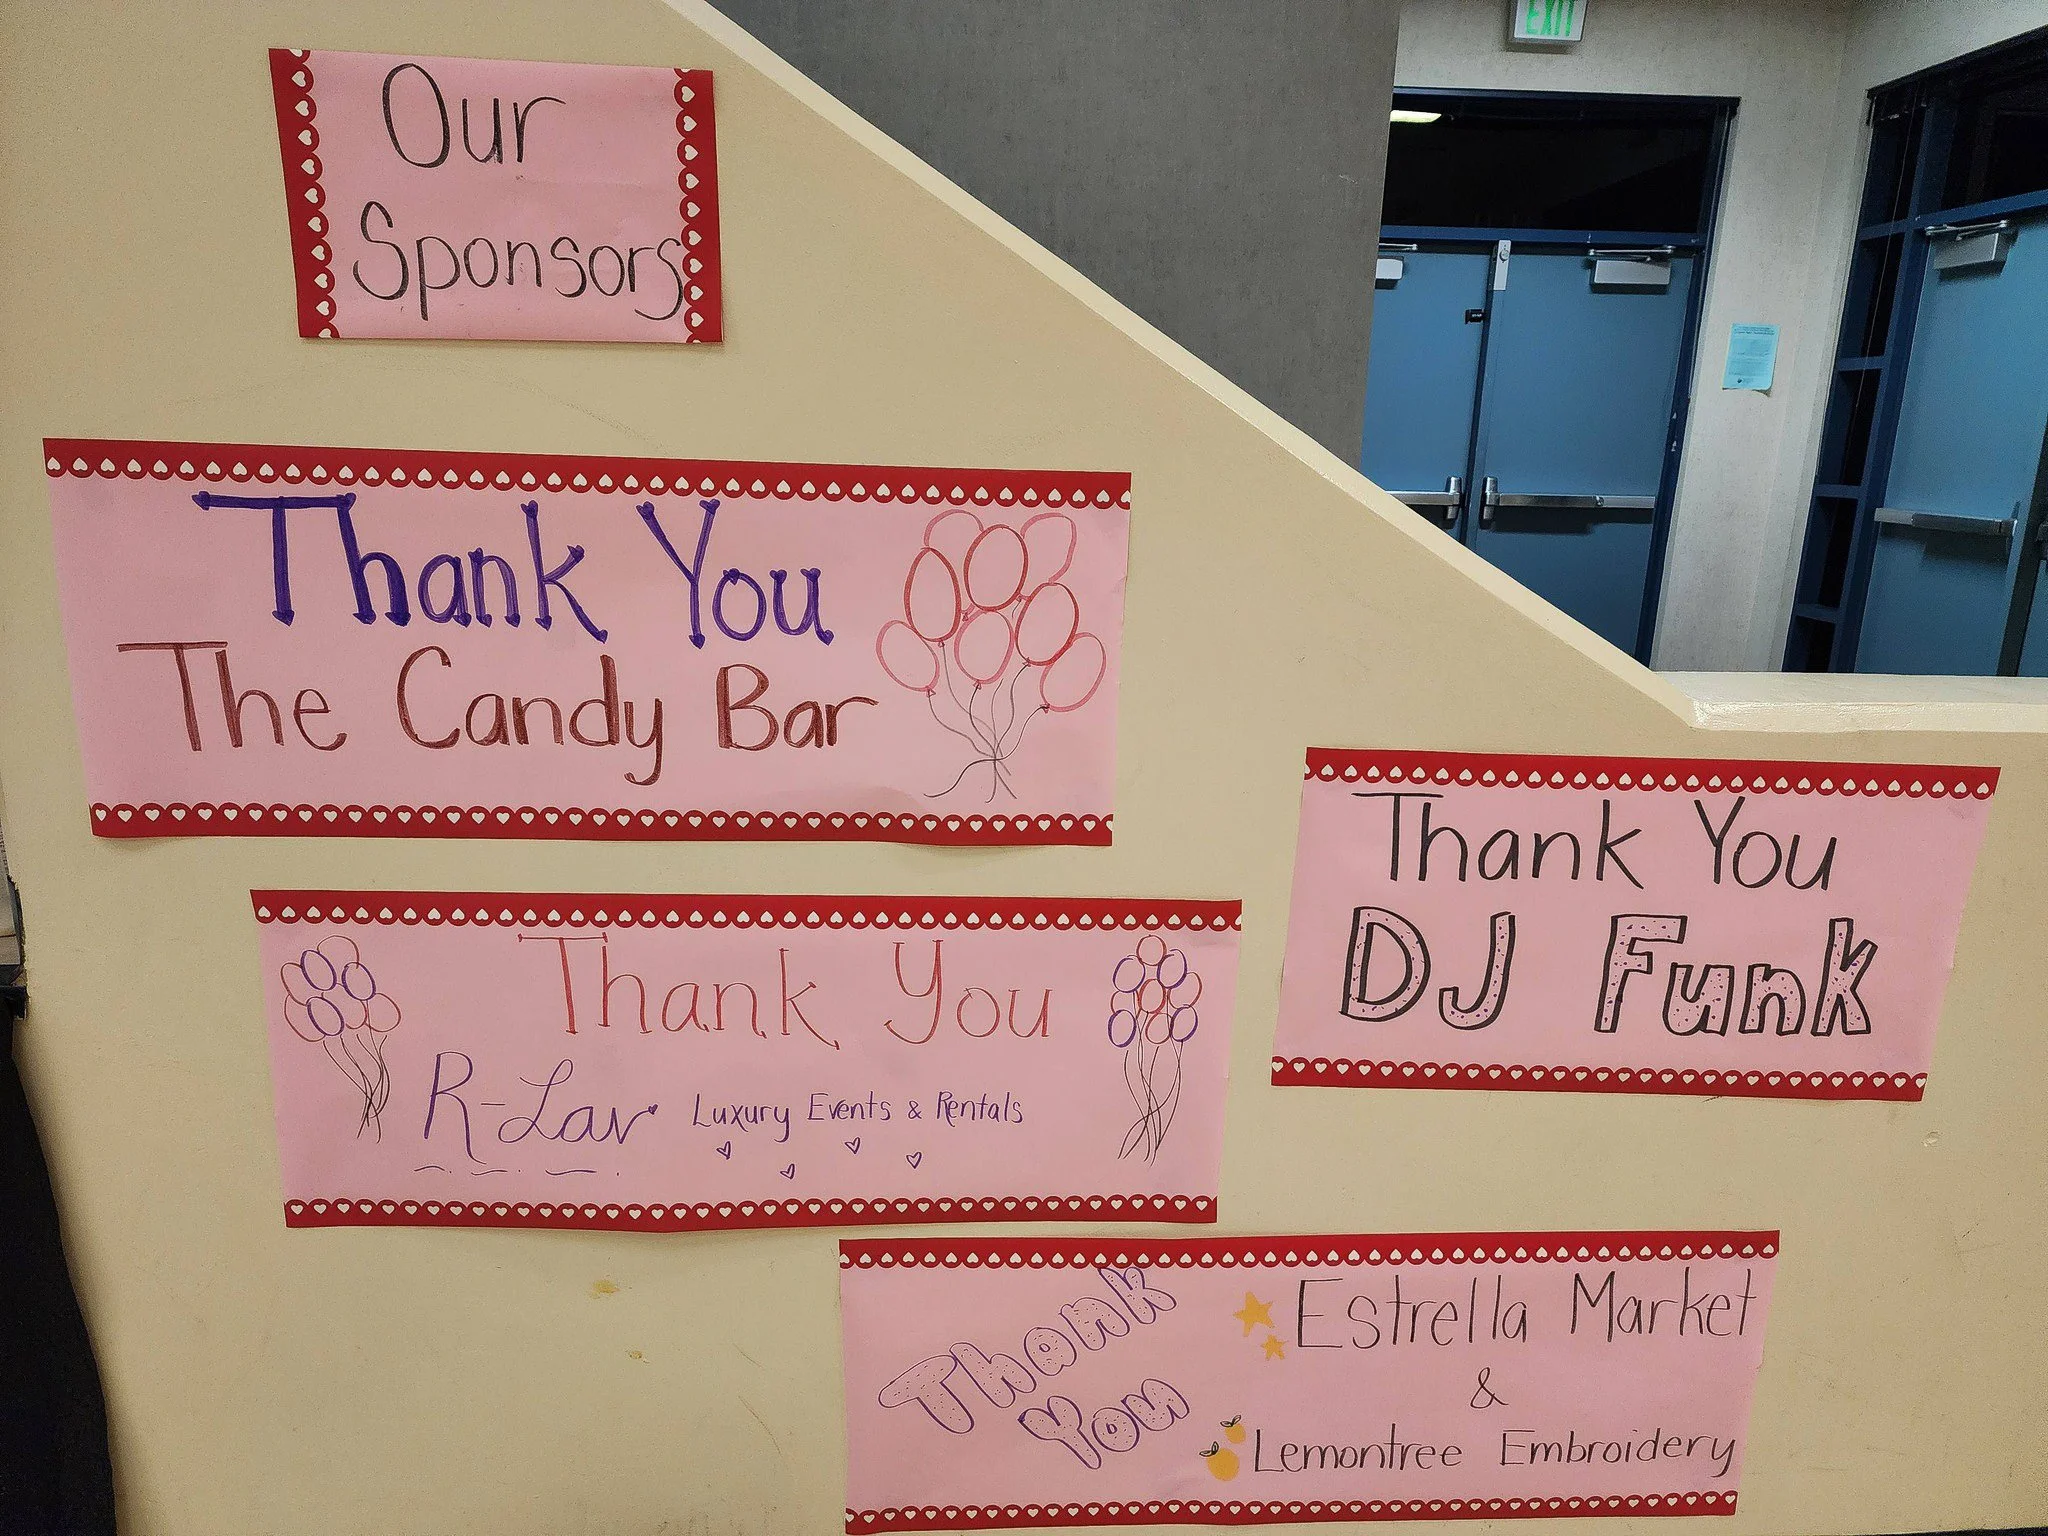 EXIT
Our
Sponsors
Thank You
The Candy Bar
Thank You
DJ Funk
Thank You
R-Lav Luxury Events & Rentals
Thank
You
Estrella Market
&
Lemontree Embroidery